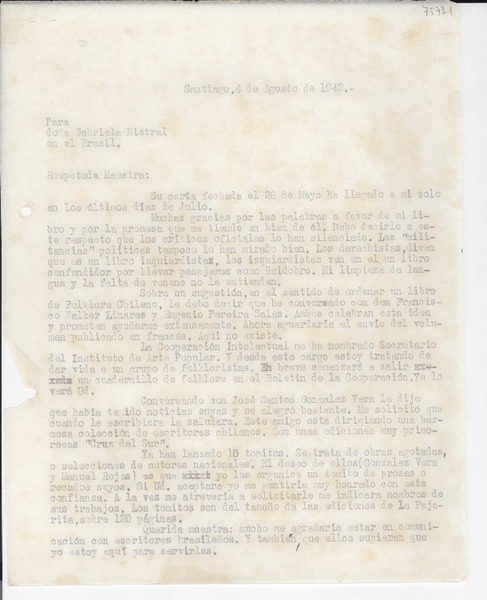 7573.1
Santiago, 4 de Agosto de 1942.-
Para
doña Gabriela Mistral
en el Brasil.
Respetada Maestra:
Su carta fechada el 28 de Mayo ha llegado a mi solo
en los últimos días de Julio.
Muchas gracias por las palabras a favor de mi li-
bro y por la promesa que me tiende en bien de él. Debo decirlo a es-
te respecto que los críticos oficiales lo han silenciado. Las "mili-
tancias" políticas tampoco lo han mirado bien. Los derechistas, dicen
que es un libro izquierdista, los izquierdistas ven en el un libro
confundidor por llevar pasajeros como Huidobro. Mi limpieza de len-
gua y la falta de veneno no la entienden.
Sobre su sugestión, en el sentido de ordenar un libro
de Folklore Chileno, le debo decir que he conversado con don Francis-
co Walker Linares y Eugenio Pereira Salas. Ambos celebran esta idea
y prometen ayudarme extensamente. Ahora aguardaría el envío del volu-
men publicado en francés. Aquí no existe.
La Cooperación Intelectual me ha nombrado Secretario
del Instituto de Arte Popular. Y desde este cargo estoy tratando de
dar vida a un grupo de folkloristas. En breve comenzará a salir
un cuadernillo de folklore en el Boletín de la Cooperación. Ya lo
verá Ud.
Conversando con José Santos Gonzalez Vera le dije
que había tenido noticias suyas y se alegro bastante. Me solicito que
cuando le escribiera la saludara. Este amigo está dirigiendo una her-
mosa colección de escritores chilenos. Son unas ediciones muy primo-
rosas "Cruz del Sur".
Ya han lanzado 10 tomitos. Se trata de obras agotadas,
o selecciones de autores nacionales. El deseo de ellos (Gonzalez Vera
y Manuel Rojas) es que yo les organice un tomito de prosas o
recados suyos. Si Ud. aceptara yo me sentiría muy honrado con esta
confianza. A la vez me atrevería a solicitarle me indicara nombres de
sus trabajos. Los tomitos son del tamaño de las ediciones de La Paja-
rita, sobre 120 páginas.
Querida maestra: mucho me agradaría estar en comuni-
cación con escritores brasileños. Y también que ellos supieran que
yo estoy aquí para servirles.